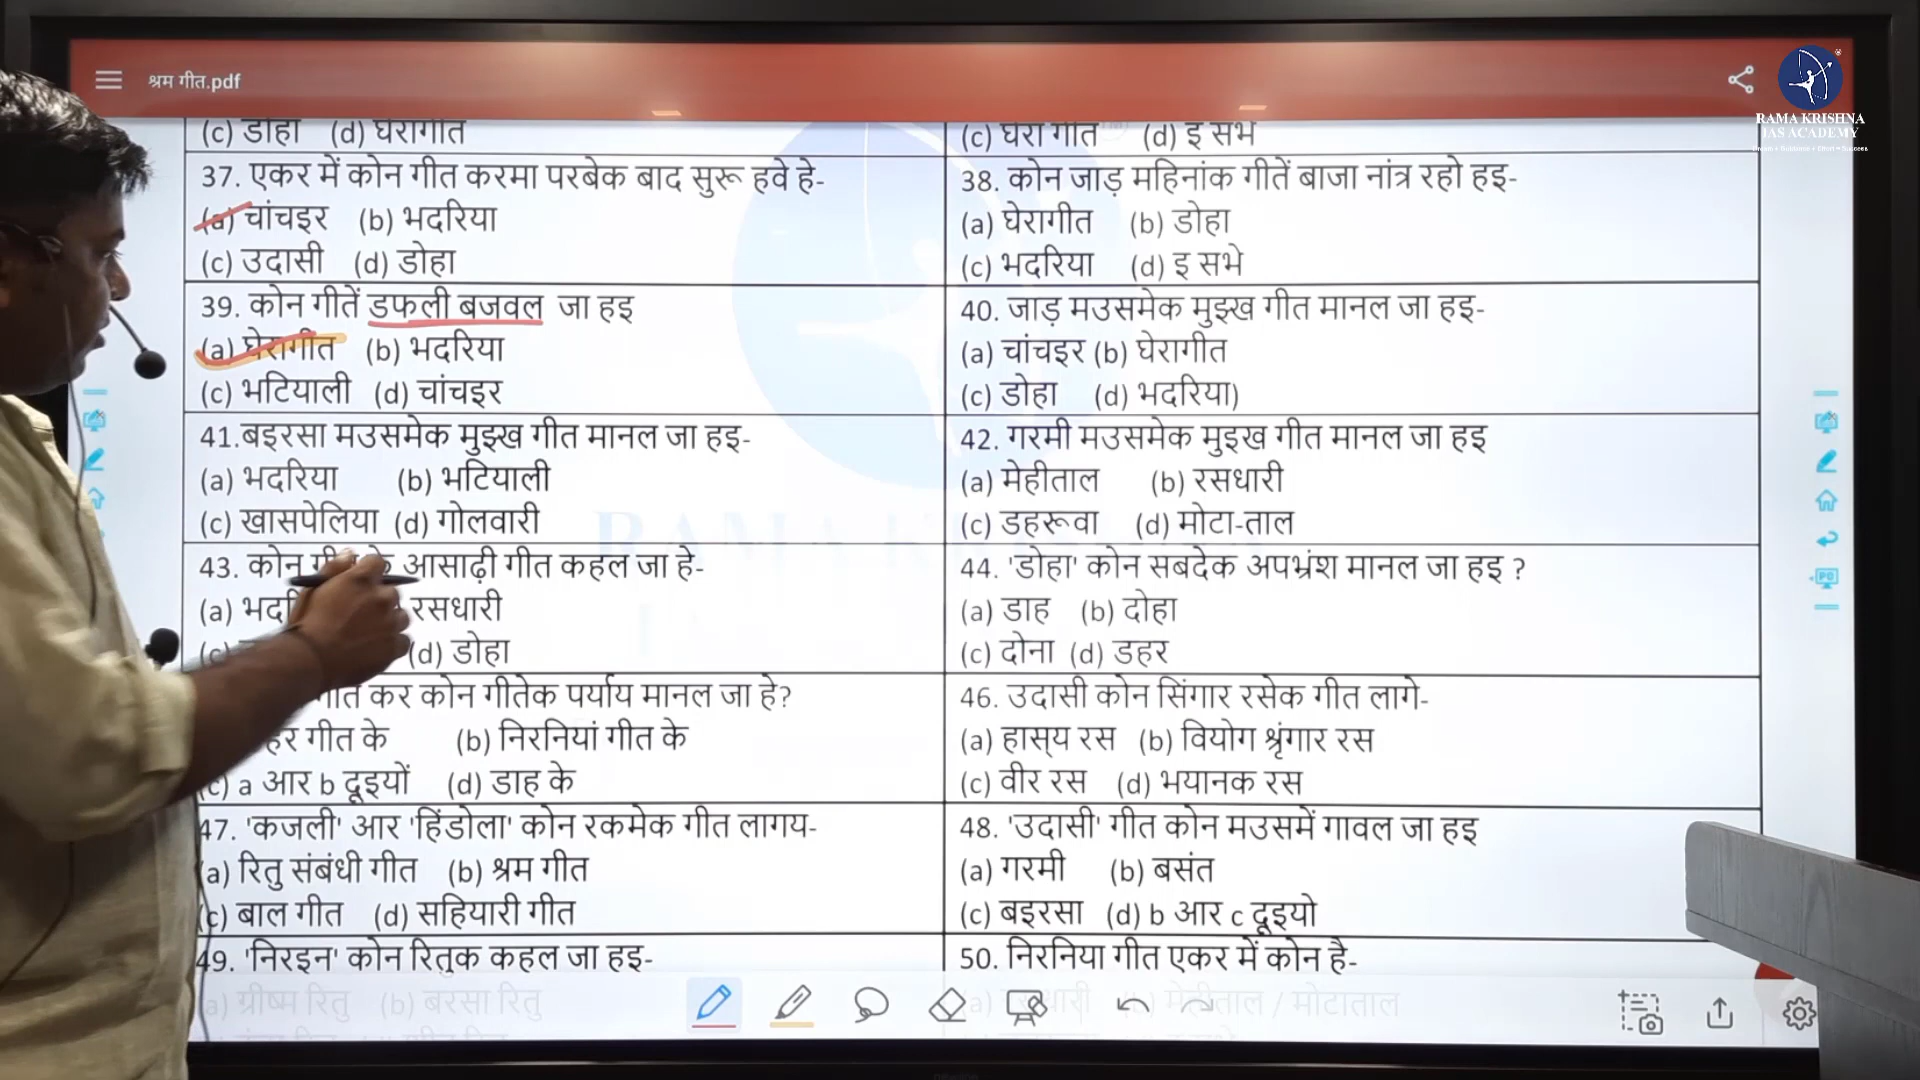 श्रम गीत.pdf
RAMA KRISHNA
IAS ACADEMY
(c) डोहा (d) घेरागीत
(c) घेरा गीत (d) इ सभे
37. एकर में कोन गीत करमा परबेक बाद सुरू हवे हे-
(a) चांचइर (b) भदरिया
(c) उदासी (d) डोहा
38. कोन जाड़ महिनांक गीतें बाजा नांत्र रहो हइ-
(a) घेरागीत (b) डोहा
(c) भदरिया (d) इ सभे
39. कोन गीतें डफली बजवल जा हइ
(a) घेरागीत (b) भदरिया
(c) भटियाली (d) चांचइर
40. जाड़ मउसमेक मुझ्ख गीत मानल जा हइ-
(a) चांचइर (b) घेरागीत
(c) डोहा (d) भदरिया)
41.बइरसा मउसमेक मुझ्ख गीत मानल जा हइ-
(a) भदरिया (b) भटियाली
(c) खासपेलिया (d) गोलवारी
42. गरमी मउसमेक मुइख गीत मानल जा हइ
(a) मेहीताल (b) रसधारी
(c) डहरूवा (d) मोटा-ताल
43. कोन के आसाढ़ी गीत कहल जा हे-
(a) रसधारी
(d) डोहा
44. 'डोहा' कोन सबदेक अपभ्रंश मानल जा हइ ?
(a) डाह (b) दोहा
(c) दोना (d) डहर
कर कोन गीतेक पर्याय मानल जा हे?
गीत के (b) निरनियां गीत के
(c) a आर b दूइयों (d) डाह के
46. उदासी कोन सिंगार रसेक गीत लागे-
(a) हास्य रस (b) वियोग श्रृंगार रस
(c) वीर रस (d) भयानक रस
47. 'कजली' आर 'हिंडोला' कोन रकमेक गीत लागय-
(a) रितु संबंधी गीत (b) श्रम गीत
(c) बाल गीत (d) सहियारी गीत
48. 'उदासी' गीत कोन मउसमें गावल जा हइ
(a) गरमी (b) बसंत
(c) बइरसा (d) b आर c दूइयो
49. 'निरइन' कोन रितुक कहल जा हइ-
(a) ग्रीष्म रितु (b) बरसा रितु
50. निरनिया गीत एकर में कोन है-
(b) मेहीताल / मोटाताल